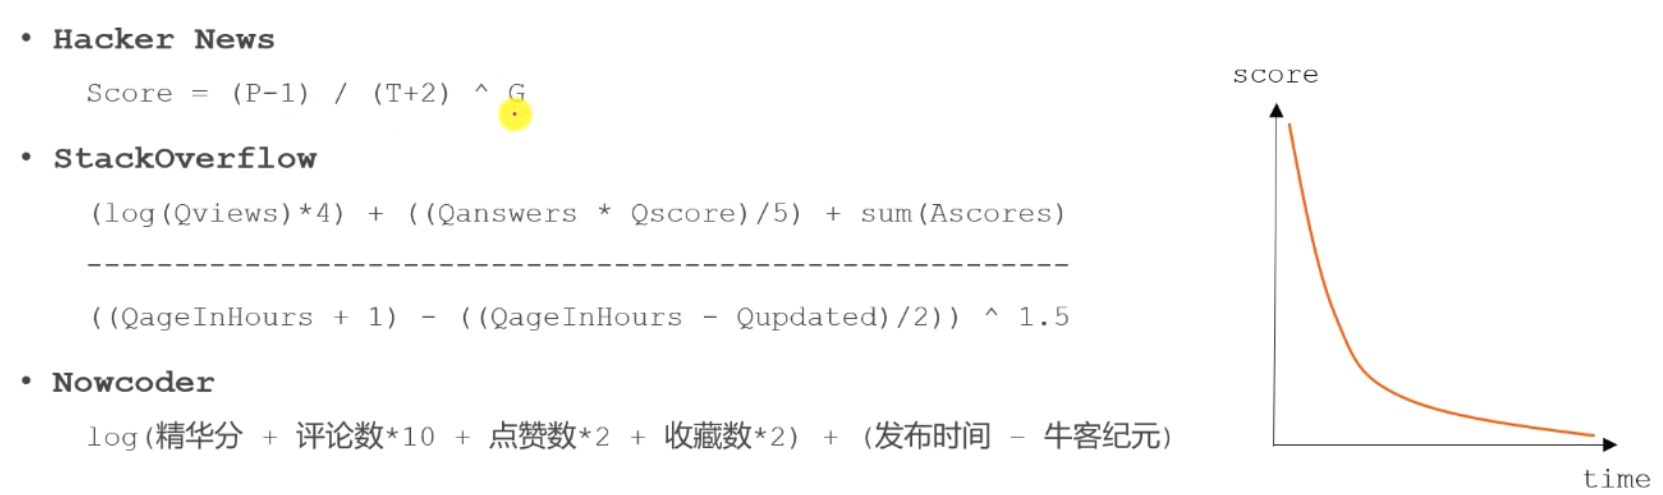 • Hacker News
Score = (P-1) / (T+2) ^ G
• StackOverflow
(log(Qviews)*4) + ((Qanswers * Qscore)/5) + sum(Ascores)
--------------------------------------------------------
((QageInHours + 1) - ((QageInHours - Qupdated)/2)) ^ 1.5
• Nowcoder
log(精华分 + 评论数*10 + 点赞数*2 + 收藏数*2) + (发布时间 – 牛客纪元)
score
time